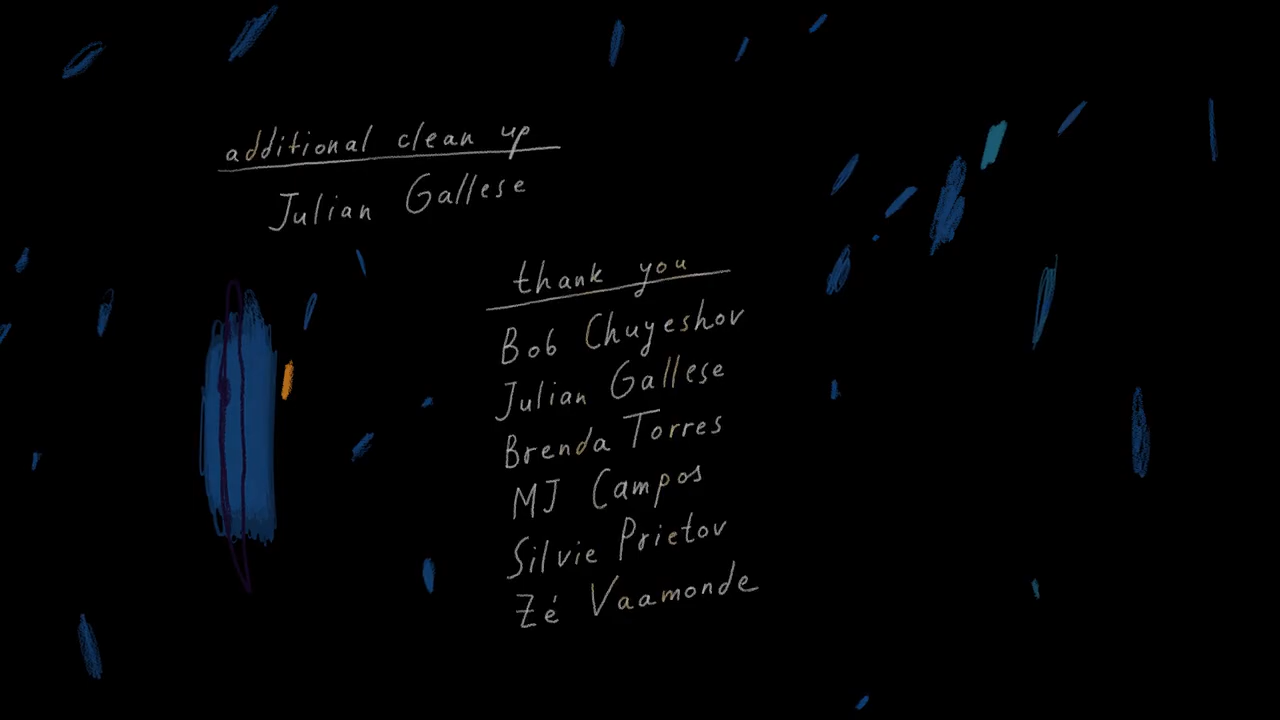 additional clean up
Julian Gallese
thank you
Bob Chuyeshov
Julian Gallese
Brenda Torres
MJ Campos
Silvie Prietov
Zé Vaamonde